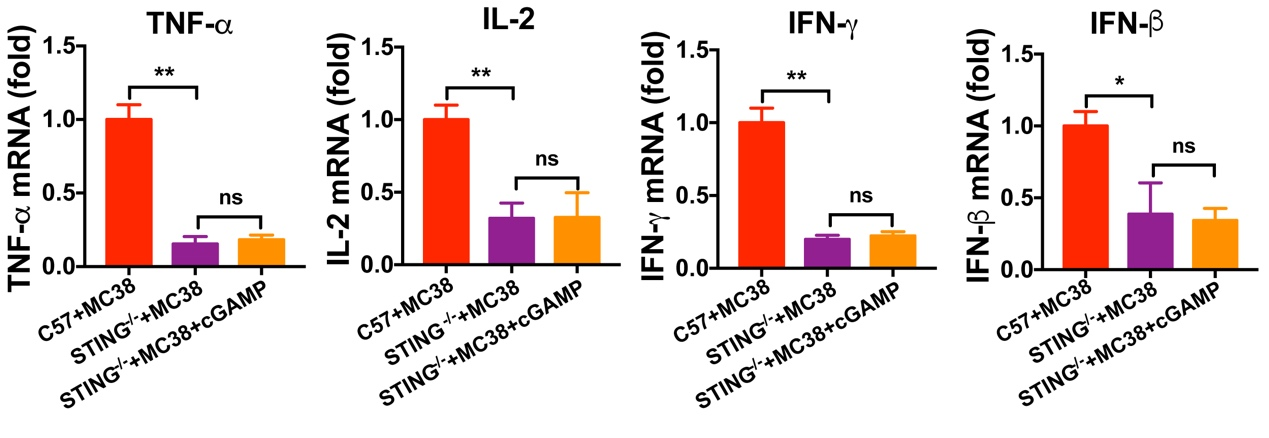 TNF-α
TNF-α mRNA (fold)
1.5
1.0
0.5
0.0
**
ns
C57+MC38
STING-/-+MC38
STING-/-+MC38+cGAMP
IL-2
IL-2 mRNA (fold)
1.5
1.0
0.5
0.0
**
ns
C57+MC38
STING-/-+MC38
STING-/-+MC38+cGAMP
IFN-γ
IFN-γ mRNA (fold)
1.5
1.0
0.5
0.0
**
ns
C57+MC38
STING-/-+MC38
STING-/-+MC38+cGAMP
IFN-β
IFN-β mRNA (fold)
1.5
1.0
0.5
0.0
*
ns
C57+MC38
STING-/-+MC38
STING-/-+MC38+cGAMP